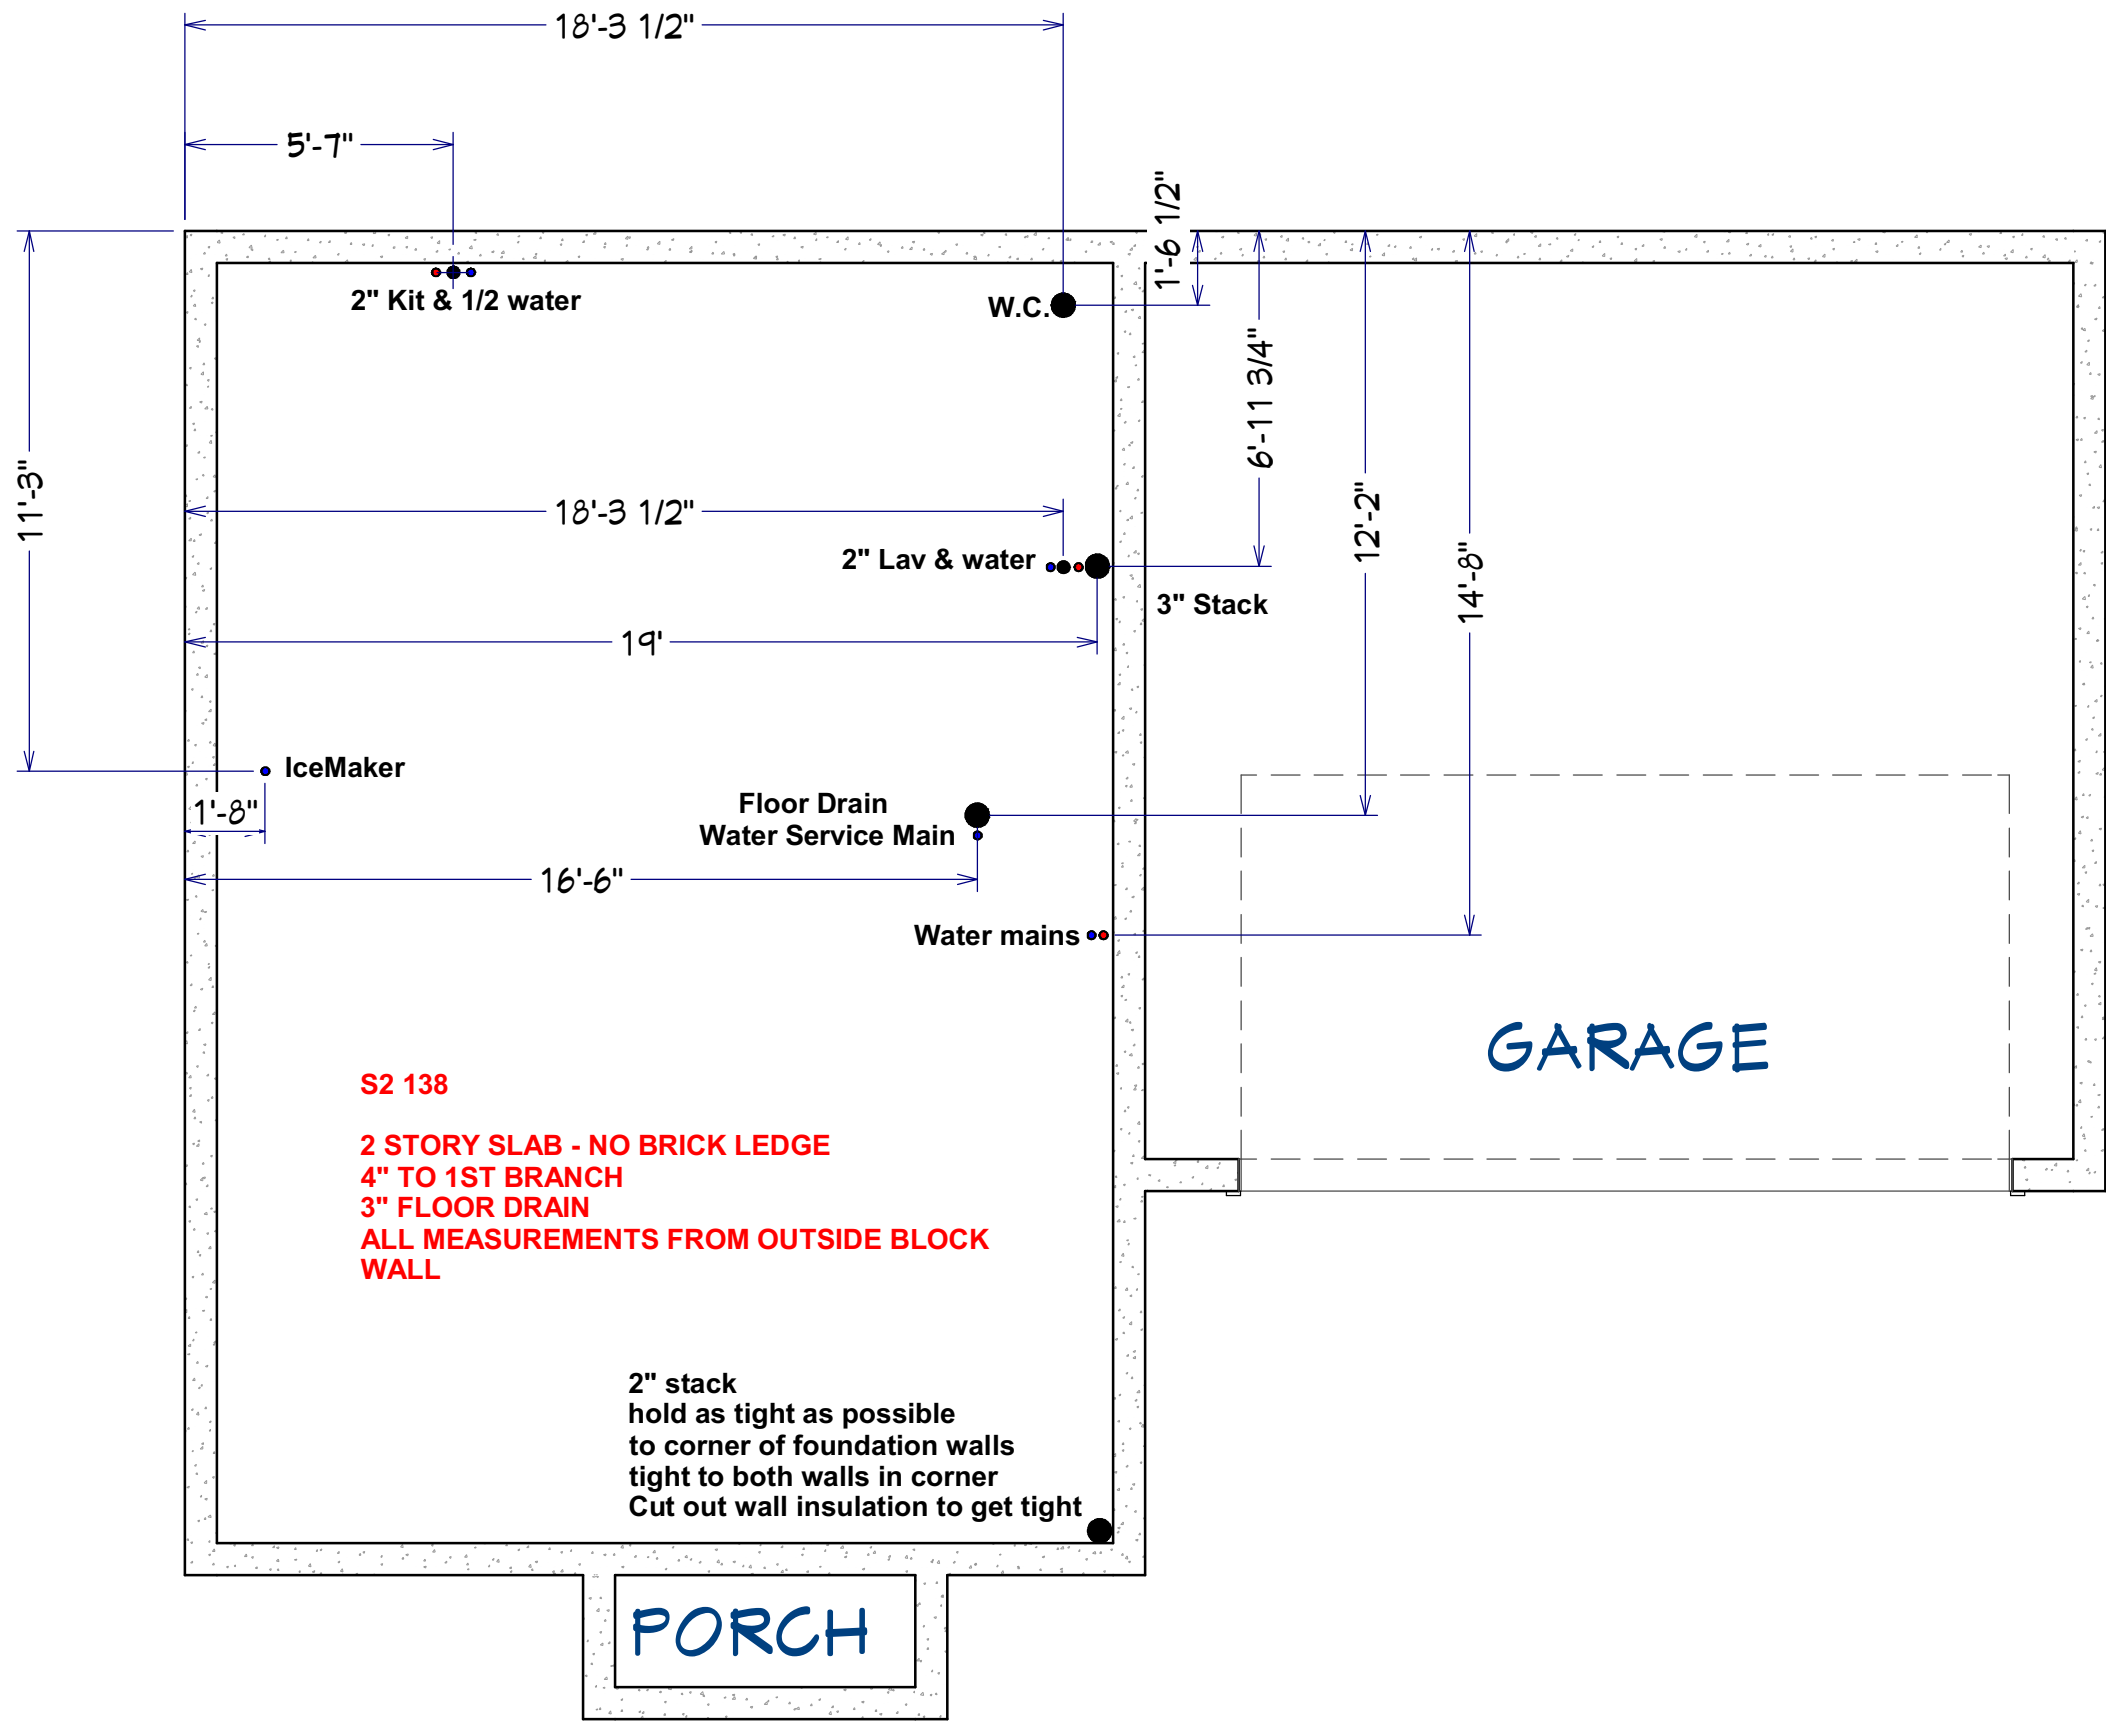 18'-3 1/2"
5'-7"
1'-6 1/2"
2" Kit & 1/2 water
W.C.
6'-11 3/4"
11'-3"
18'-3 1/2"
12'-2"
2" Lav & water
14'-8"
3" Stack
19'
IceMaker
1'-8"
Floor Drain
Water Service Main
16'-6"
Water mains
GARAGE
S2 138
2 STORY SLAB - NO BRICK LEDGE
4" TO 1ST BRANCH
3" FLOOR DRAIN
ALL MEASUREMENTS FROM OUTSIDE BLOCK
WALL
2" stack
hold as tight as possible
to corner of foundation walls
tight to both walls in corner
Cut out wall insulation to get tight
PORCH